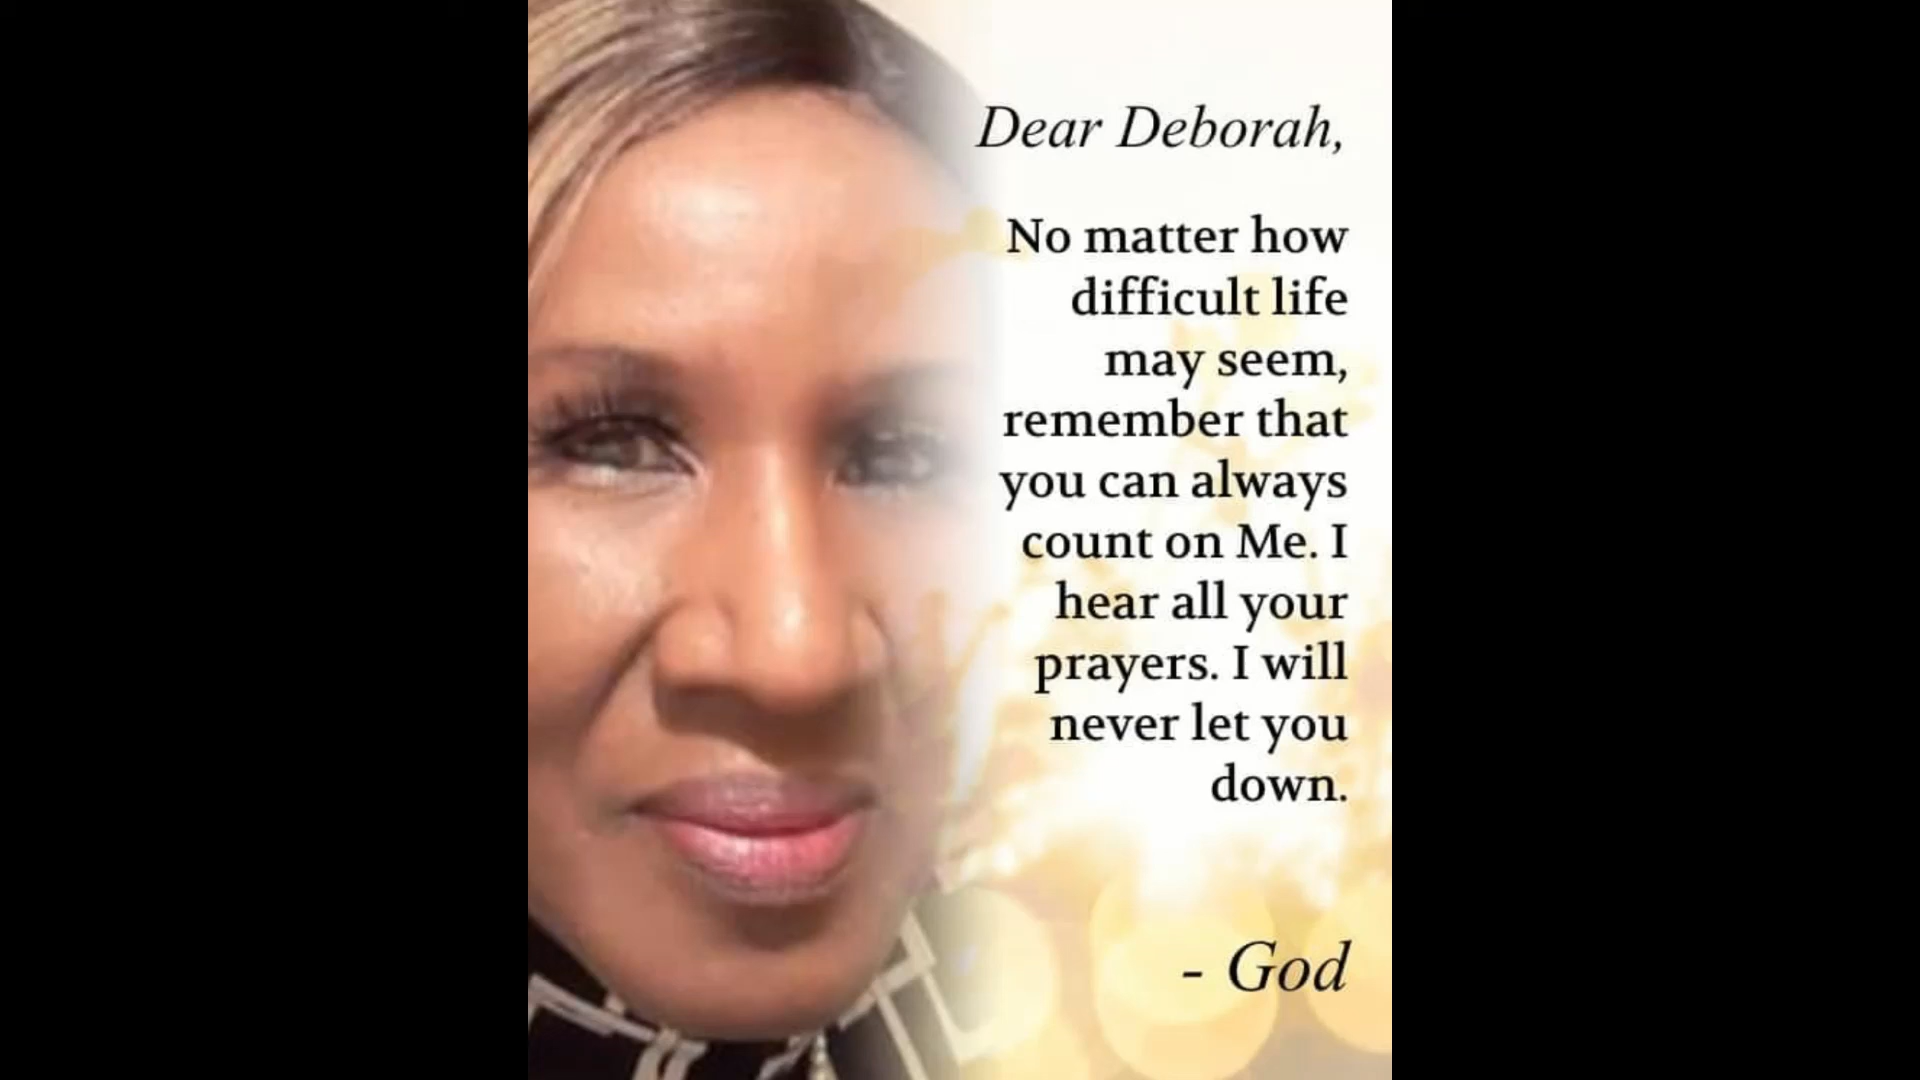 Dear Deborah,
No matter how
difficult life
may seem,
remember that
you can always
count on Me. I
hear all your
prayers. I will
never let you
down.
- God